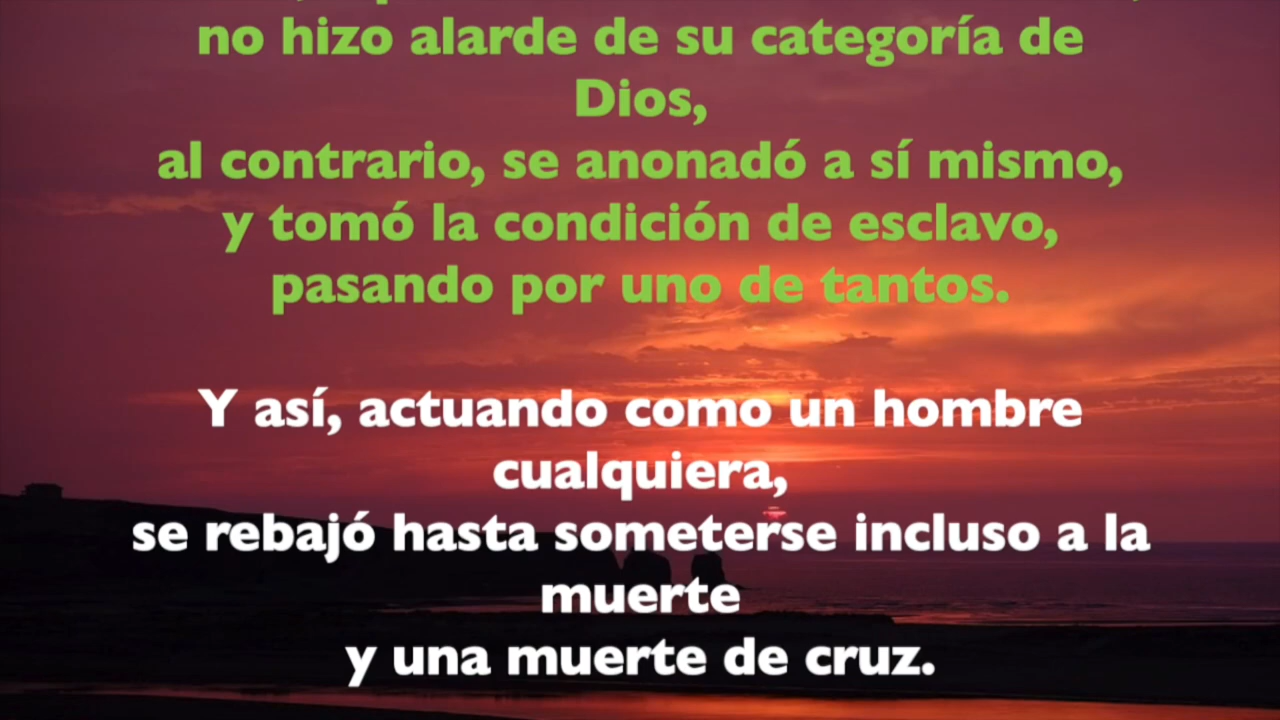 no hizo alarde de su categoría de
Dios,
al contrario, se anonadó a sí mismo,
y tomó la condición de esclavo,
pasando por uno de tantos.
Y así, actuando como un hombre
cualquiera,
se rebajó hasta someterse incluso a la
muerte
y una muerte de cruz.